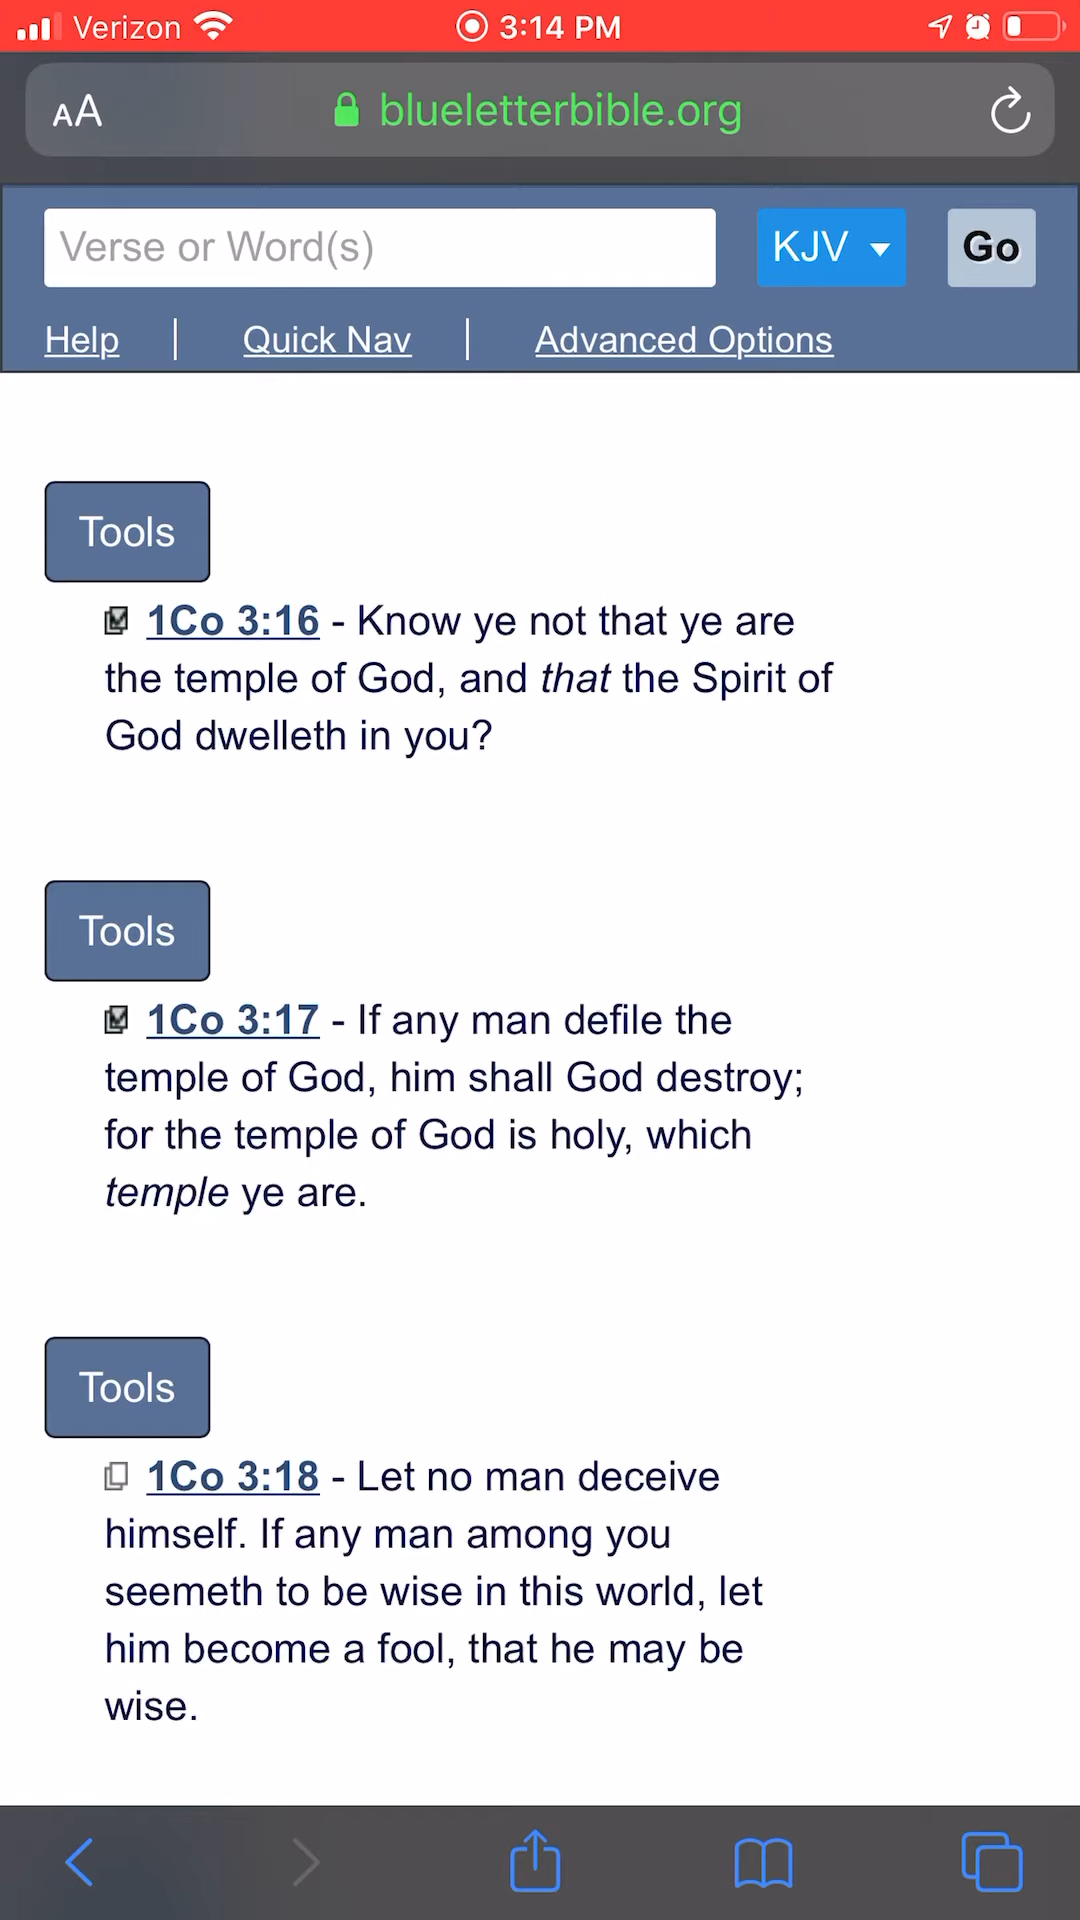 Verizon 3:14 PM
AA blueletterbible.org
Verse or Word(s) KJV Go
Help | Quick Nav | Advanced Options
Tools
1Co 3:16 - Know ye not that ye are
the temple of God, and that the Spirit of
God dwelleth in you?
Tools
1Co 3:17 - If any man defile the
temple of God, him shall God destroy;
for the temple of God is holy, which
temple ye are.
Tools
1Co 3:18 - Let no man deceive
himself. If any man among you
seemeth to be wise in this world, let
him become a fool, that he may be
wise.